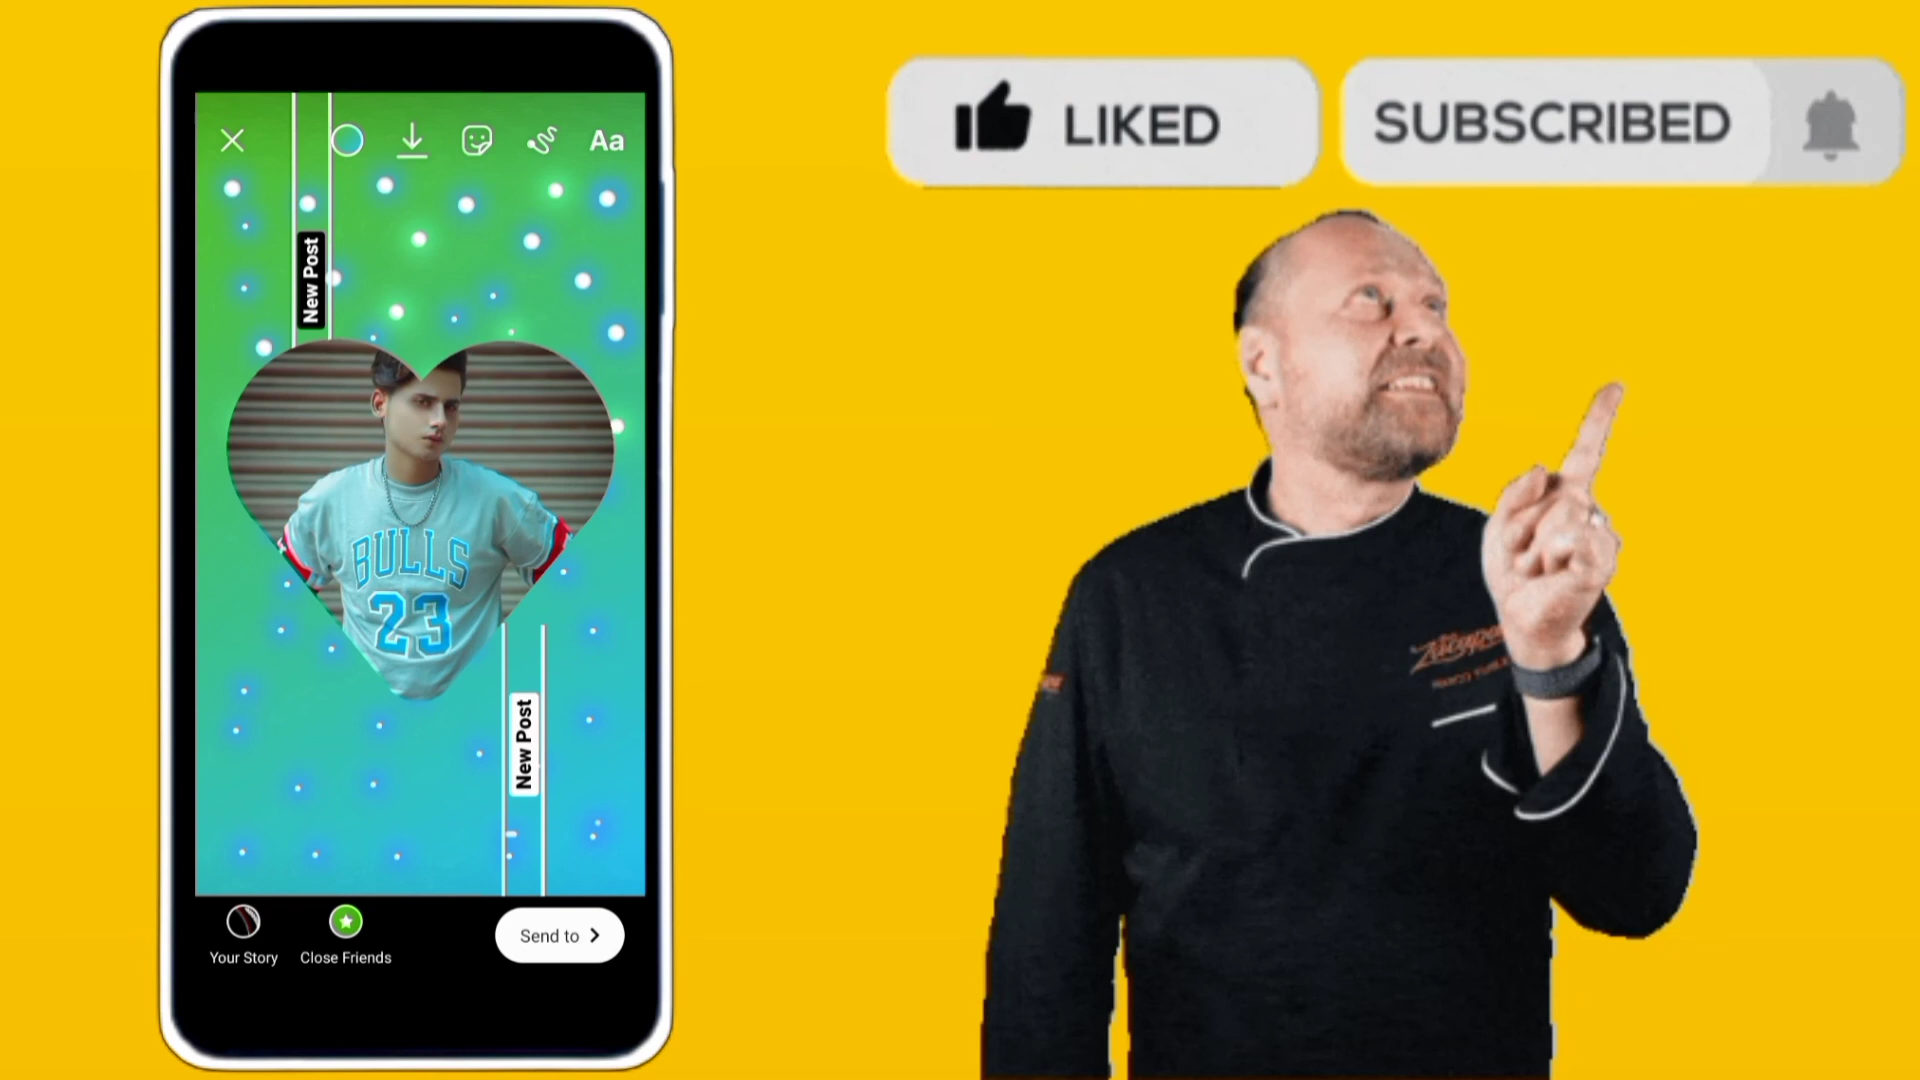 LIKED
SUBSCRIBED
Aa
New Post
BULLS
23
New Post
Your Story
Close Friends
Send to